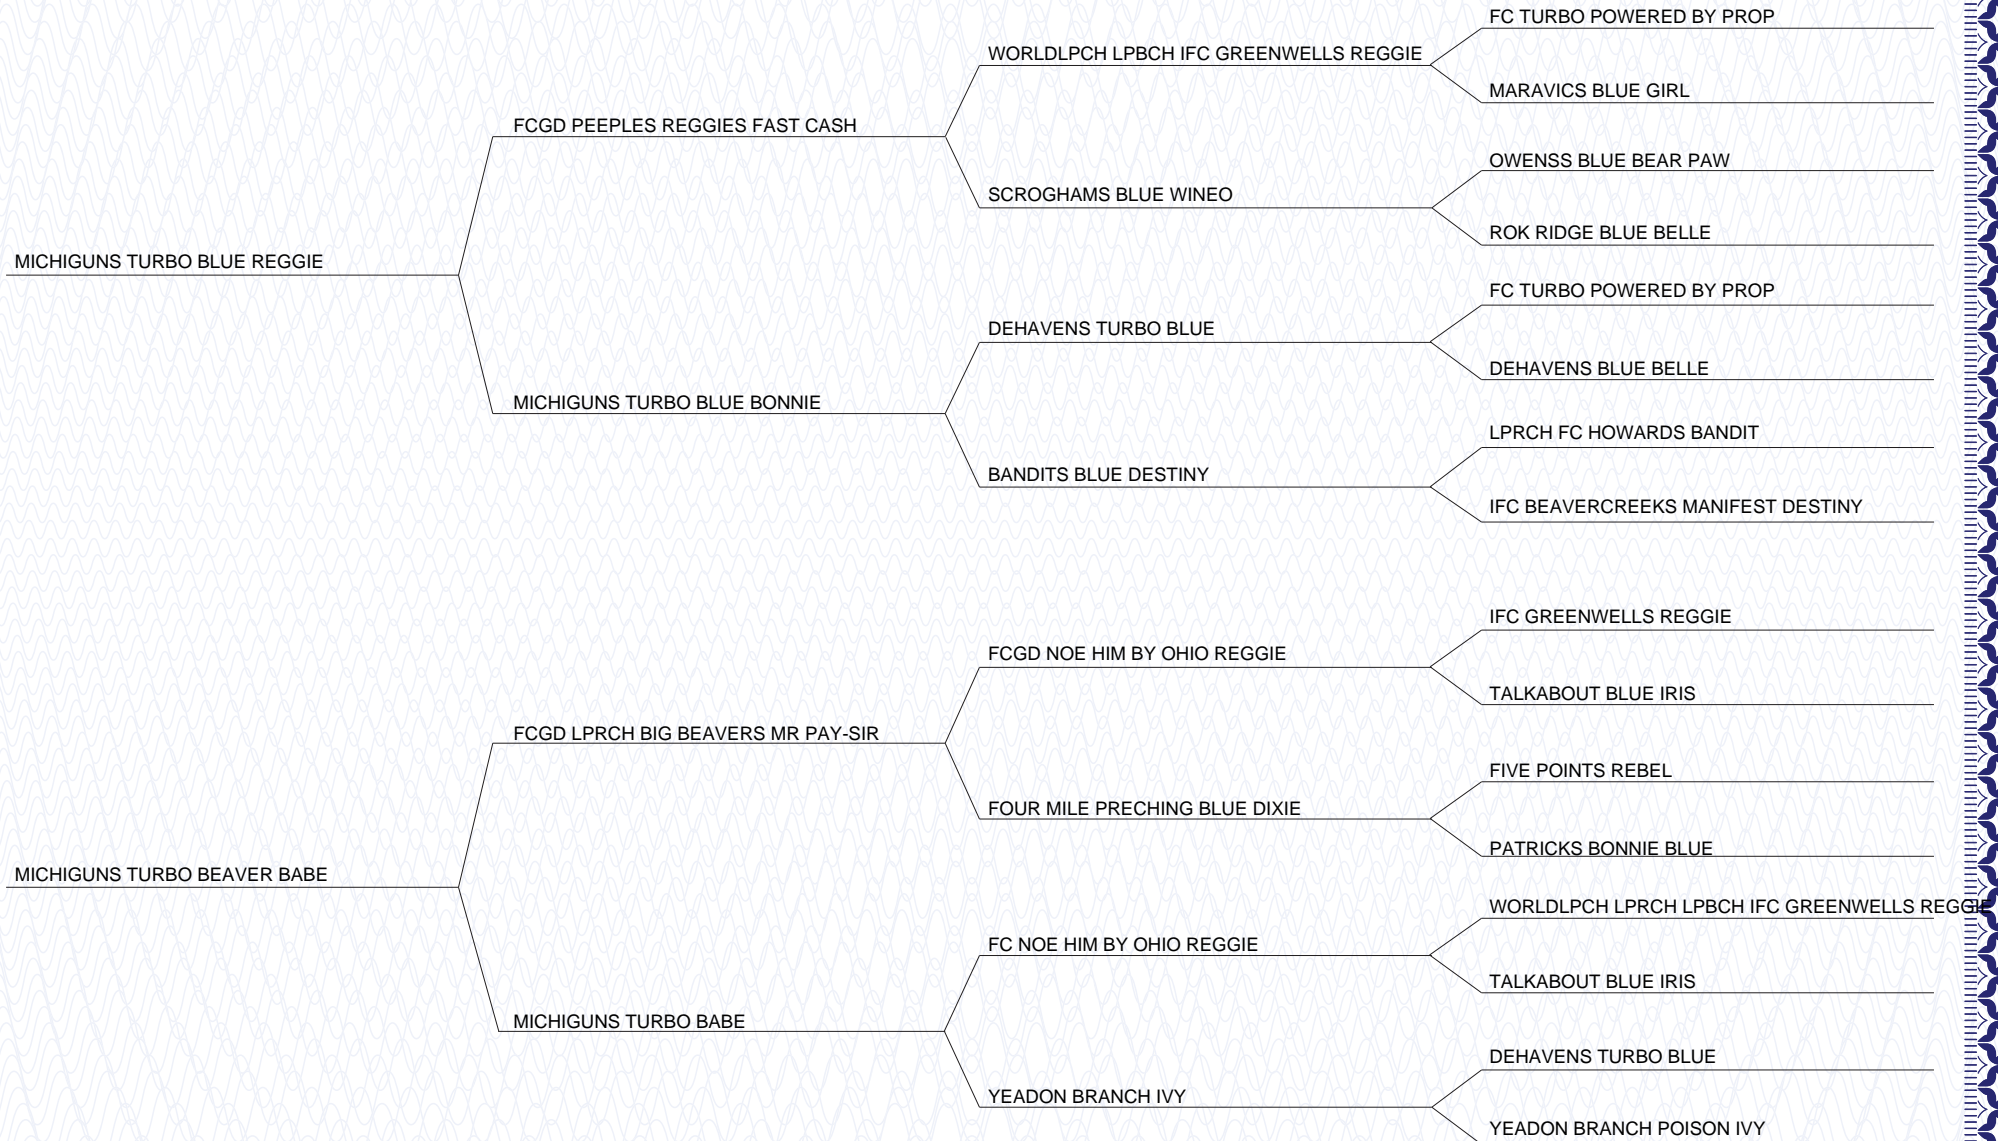 FC TURBO POWERED BY PROP
WORLDLPCH LPBCH IFC GREENWELLS REGGIE
MARAVICS BLUE GIRL
FCGD PEEPLES REGGIES FAST CASH
OWENSS BLUE BEAR PAW
SCROGHAMS BLUE WINEO
ROK RIDGE BLUE BELLE
MICHIGUNS TURBO BLUE REGGIE
FC TURBO POWERED BY PROP
DEHAVENS TURBO BLUE
DEHAVENS BLUE BELLE
MICHIGUNS TURBO BLUE BONNIE
LPRCH FC HOWARDS BANDIT
BANDITS BLUE DESTINY
IFC BEAVERCREEKS MANIFEST DESTINY
IFC GREENWELLS REGGIE
FCGD NOE HIM BY OHIO REGGIE
TALKABOUT BLUE IRIS
FCGD LPRCH BIG BEAVERS MR PAY-SIR
FIVE POINTS REBEL
FOUR MILE PRECHING BLUE DIXIE
PATRICKS BONNIE BLUE
MICHIGUNS TURBO BEAVER BABE
WORLDLPCH LPRCH LPBCH IFC GREENWELLS REGGIE
FC NOE HIM BY OHIO REGGIE
TALKABOUT BLUE IRIS
MICHIGUNS TURBO BABE
DEHAVENS TURBO BLUE
YEADON BRANCH IVY
YEADON BRANCH POISON IVY